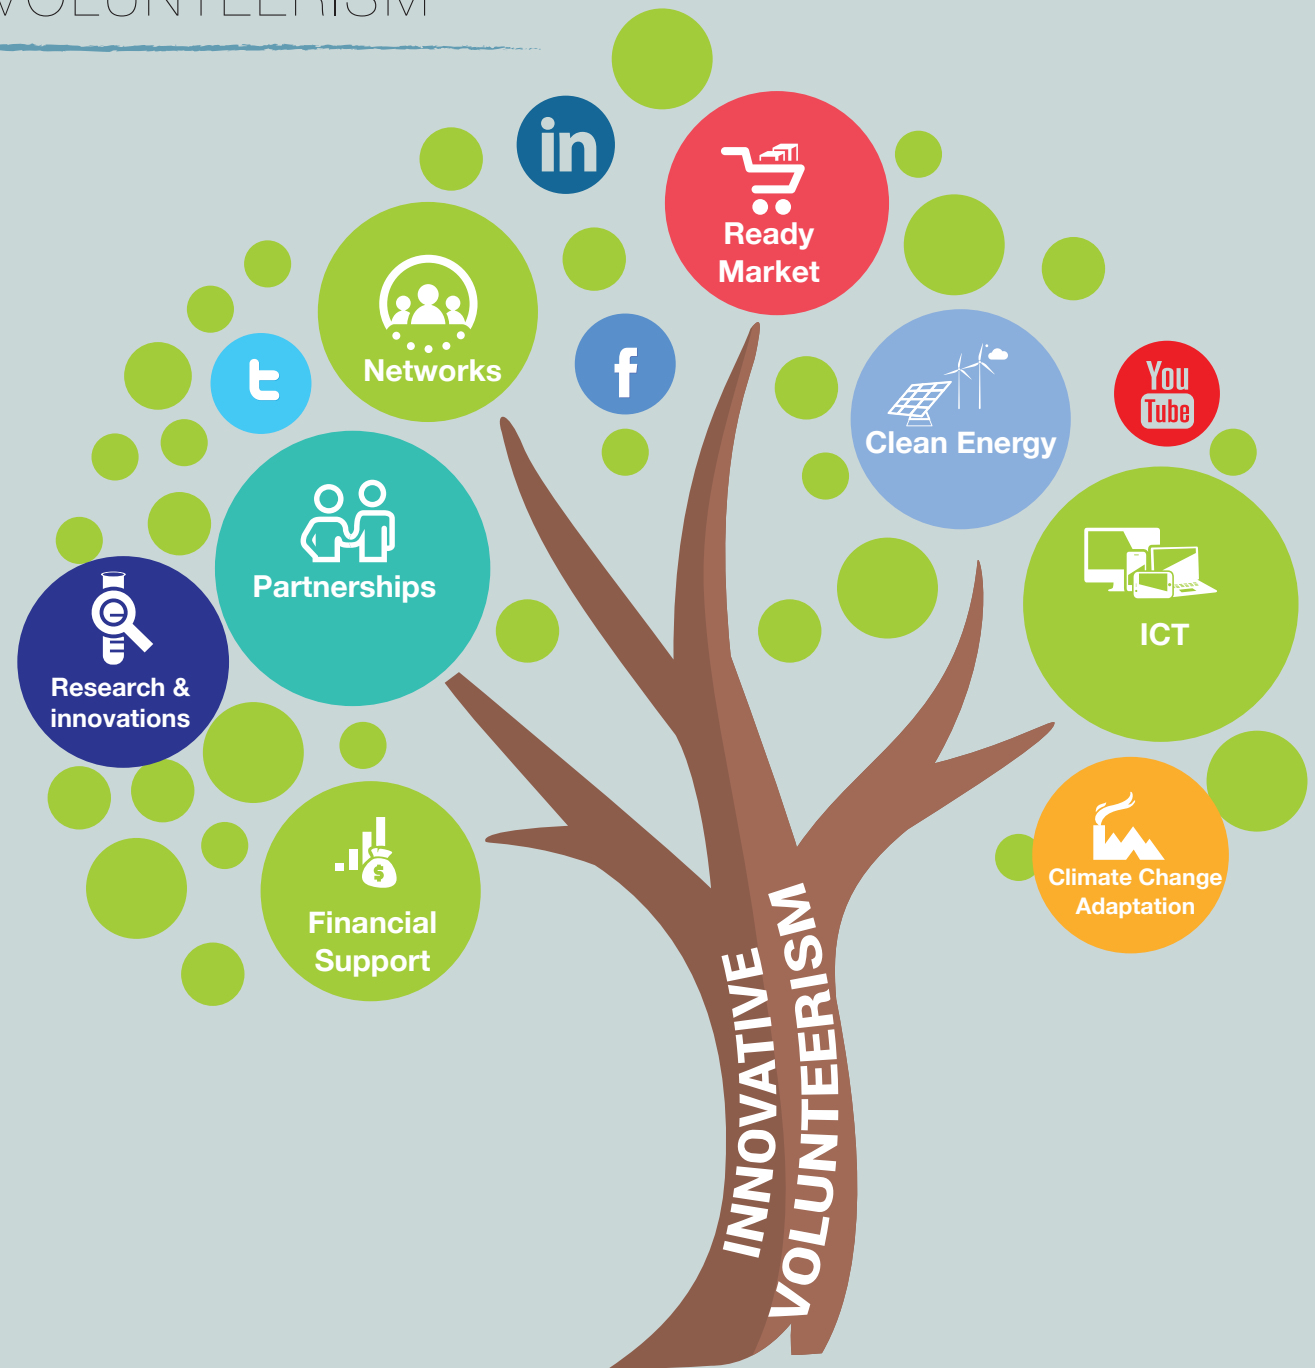 VOLUNTEERISM
in
Ready
Market
Networks
t
f
You
Tube
Clean Energy
Partnerships
ICT
Research &
innovations
Climate Change
Adaptation
$
Financial
Support
INNOVATIVE
VOLUNTEERISM